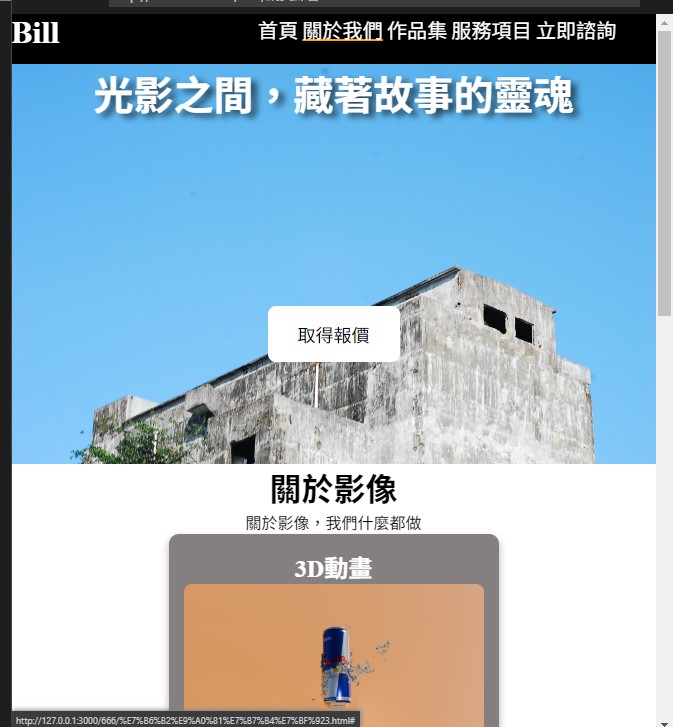 Bill
首頁 關於我們 作品集 服務項目 立即諮詢
光影之間，藏著故事的靈魂
取得報價
關於影像
關於影像，我們什麼都做
3D動畫
http://127.0.0.1:3000/666/%E7%B6%B2%E9%A0%81%E7%B7%B4%E7%BF%923.html#